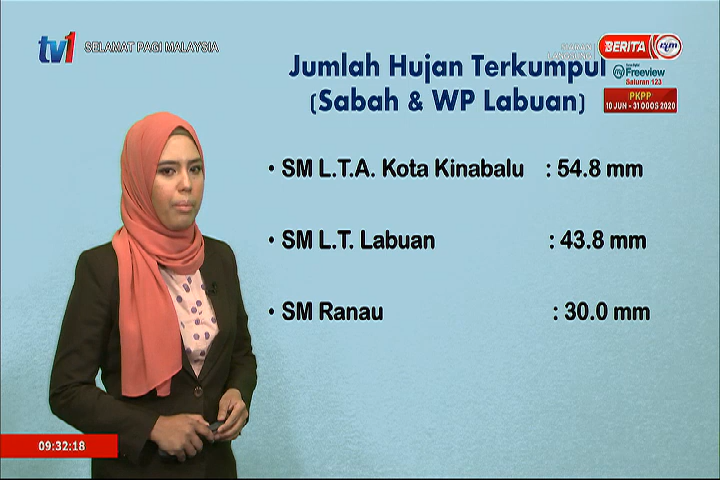 tv1
SELAMAT PAGI MALAYSIA
BERITA
rtm
Freeview
Saluran 123
PKPP
10 JUN - 31 OGOS 2020
Jumlah Hujan Terkumpul
(Sabah & WP Labuan)
• SM L.T.A. Kota Kinabalu : 54.8 mm
• SM L.T. Labuan : 43.8 mm
• SM Ranau : 30.0 mm
09:32:18